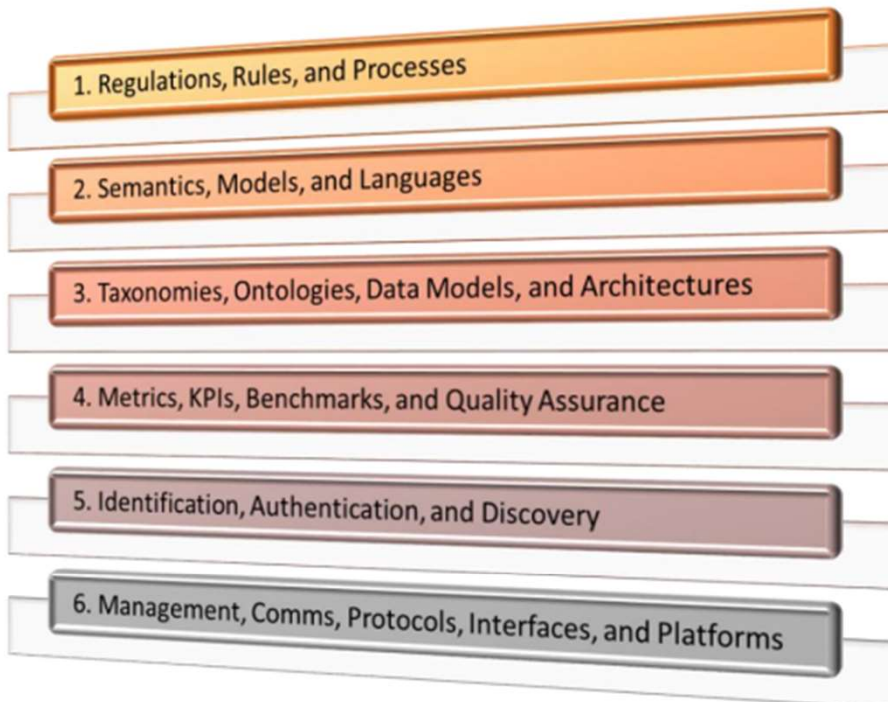 1. Regulations, Rules, and Processes
2. Semantics, Models, and Languages
3. Taxonomies, Ontologies, Data Models, and Architectures
4. Metrics, KPIs, Benchmarks, and Quality Assurance
5. Identification, Authentication, and Discovery
6. Management, Comms, Protocols, Interfaces, and Platforms